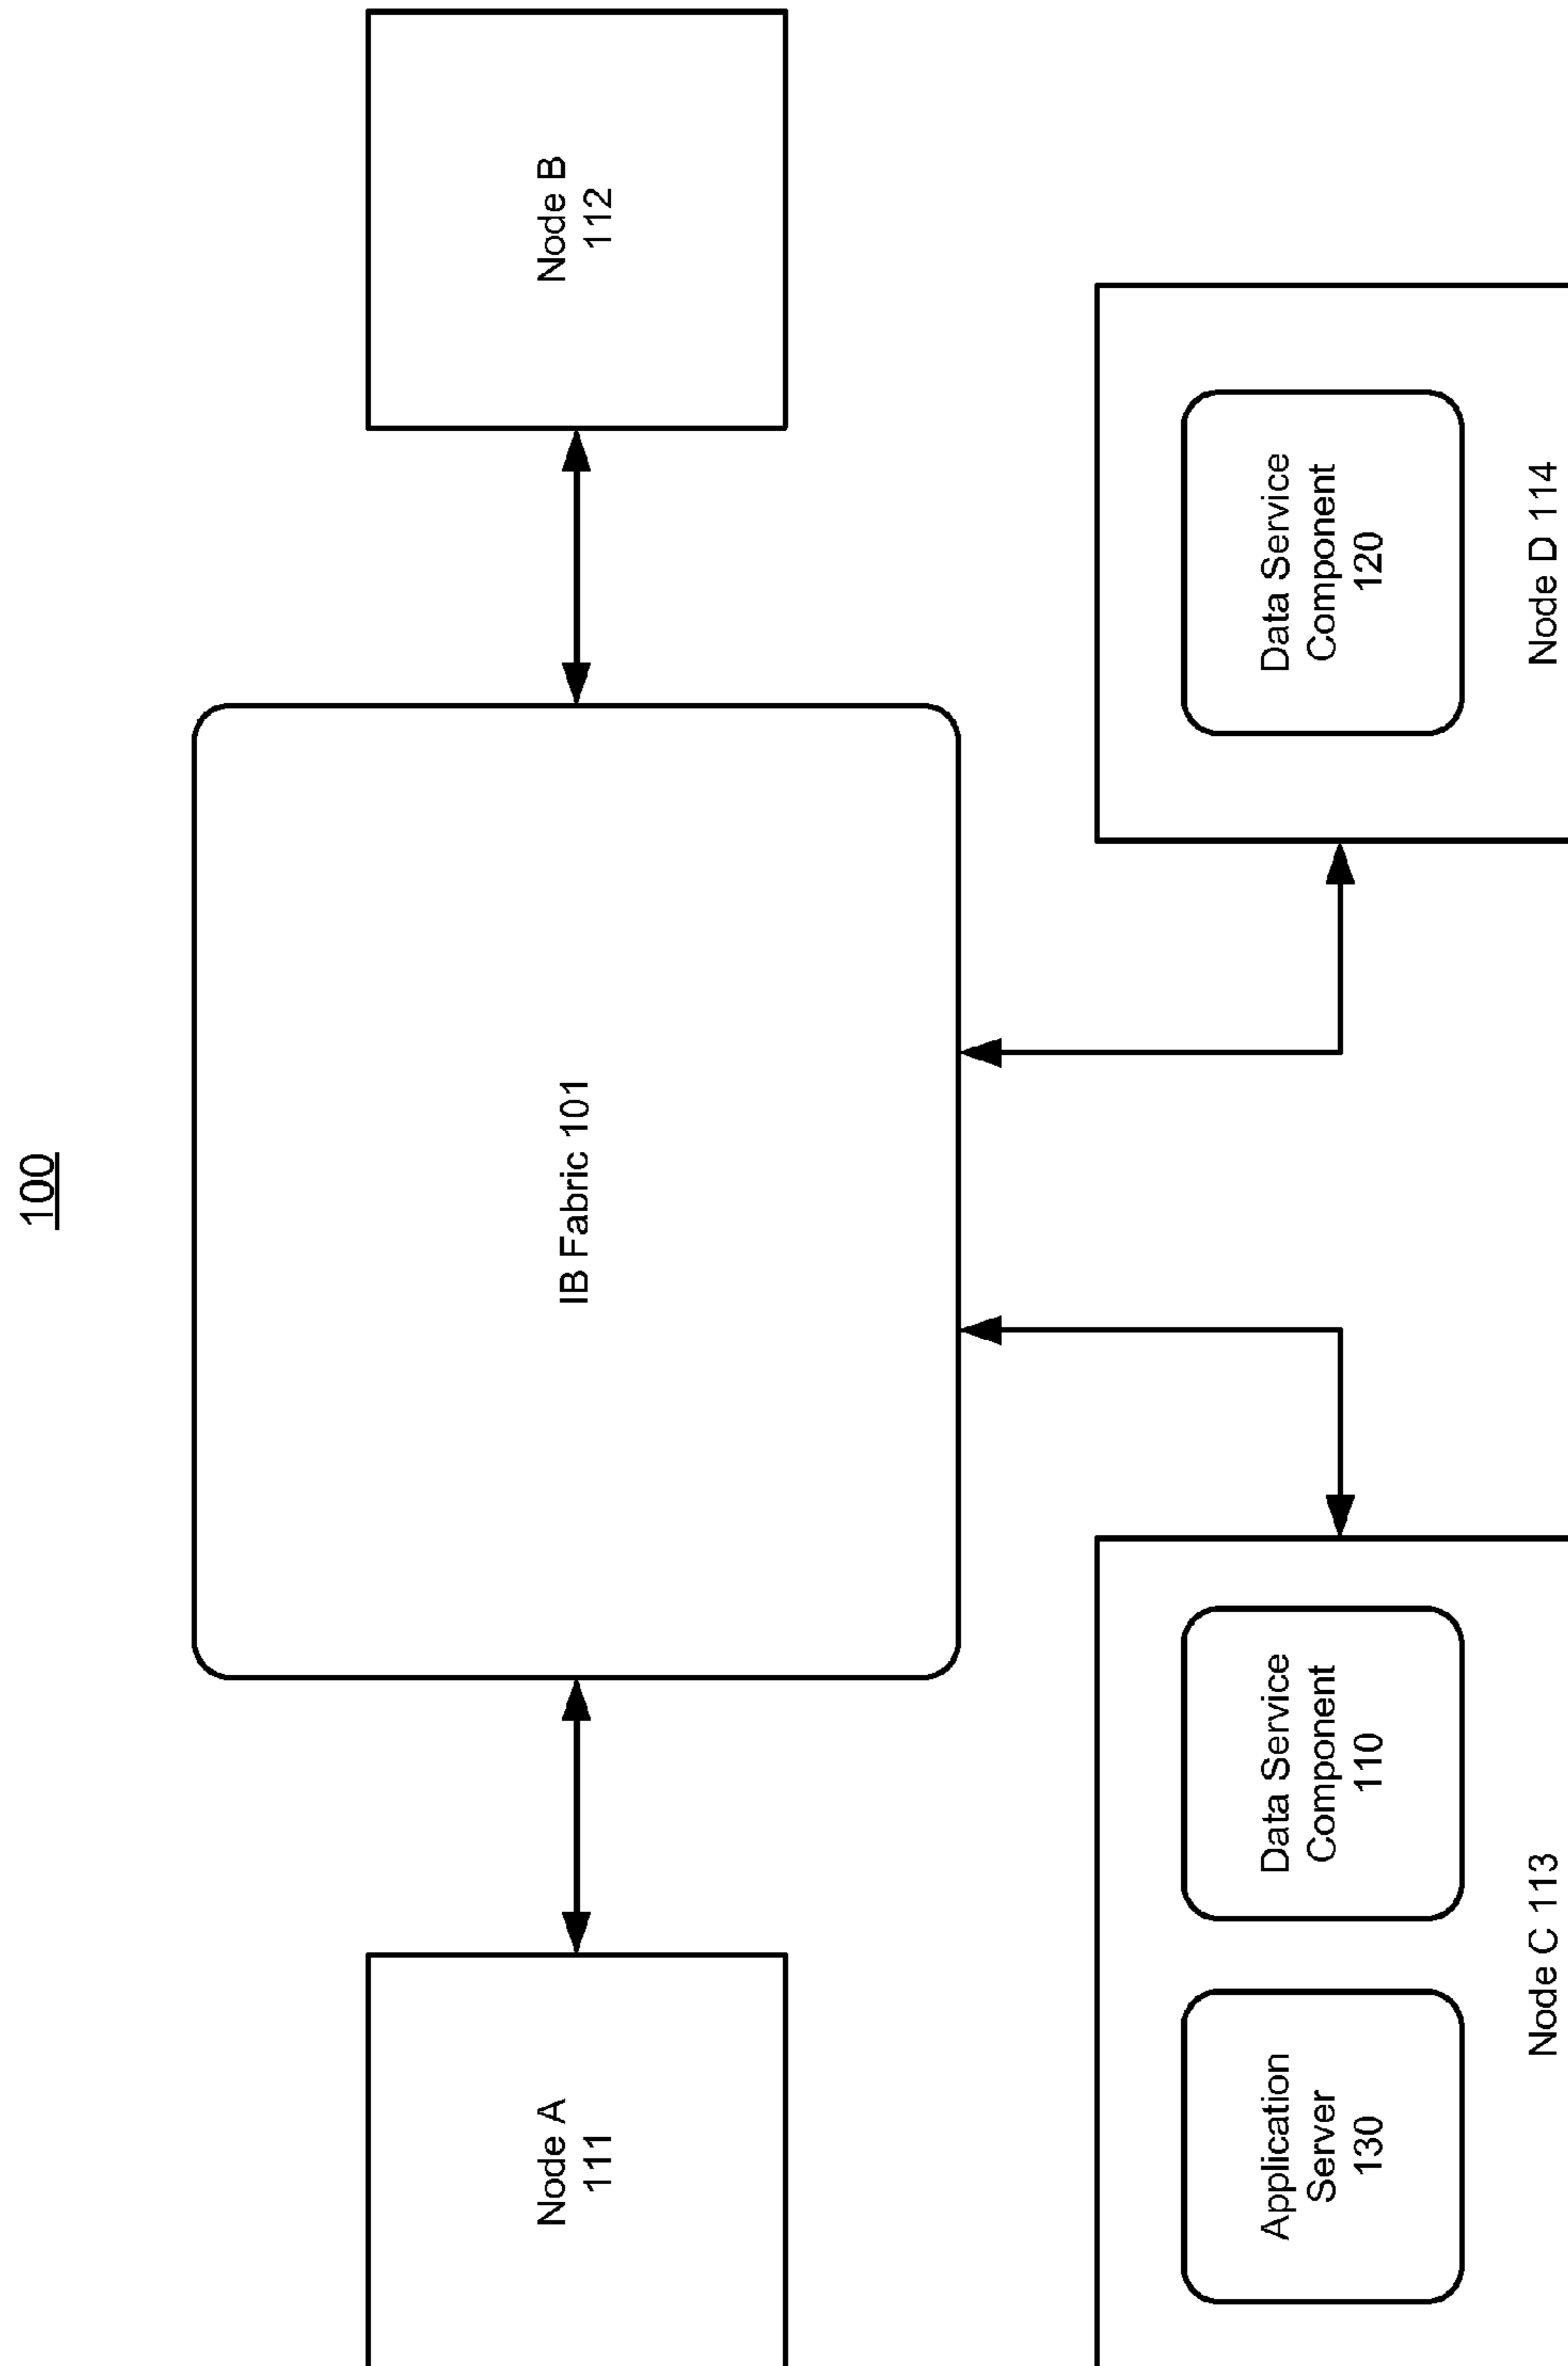 100
Node A
111
IB Fabric 101
Node B
112
Application
Server
130
Data Service
Component
110
Node C 113
Data Service
Component
120
Node D 114